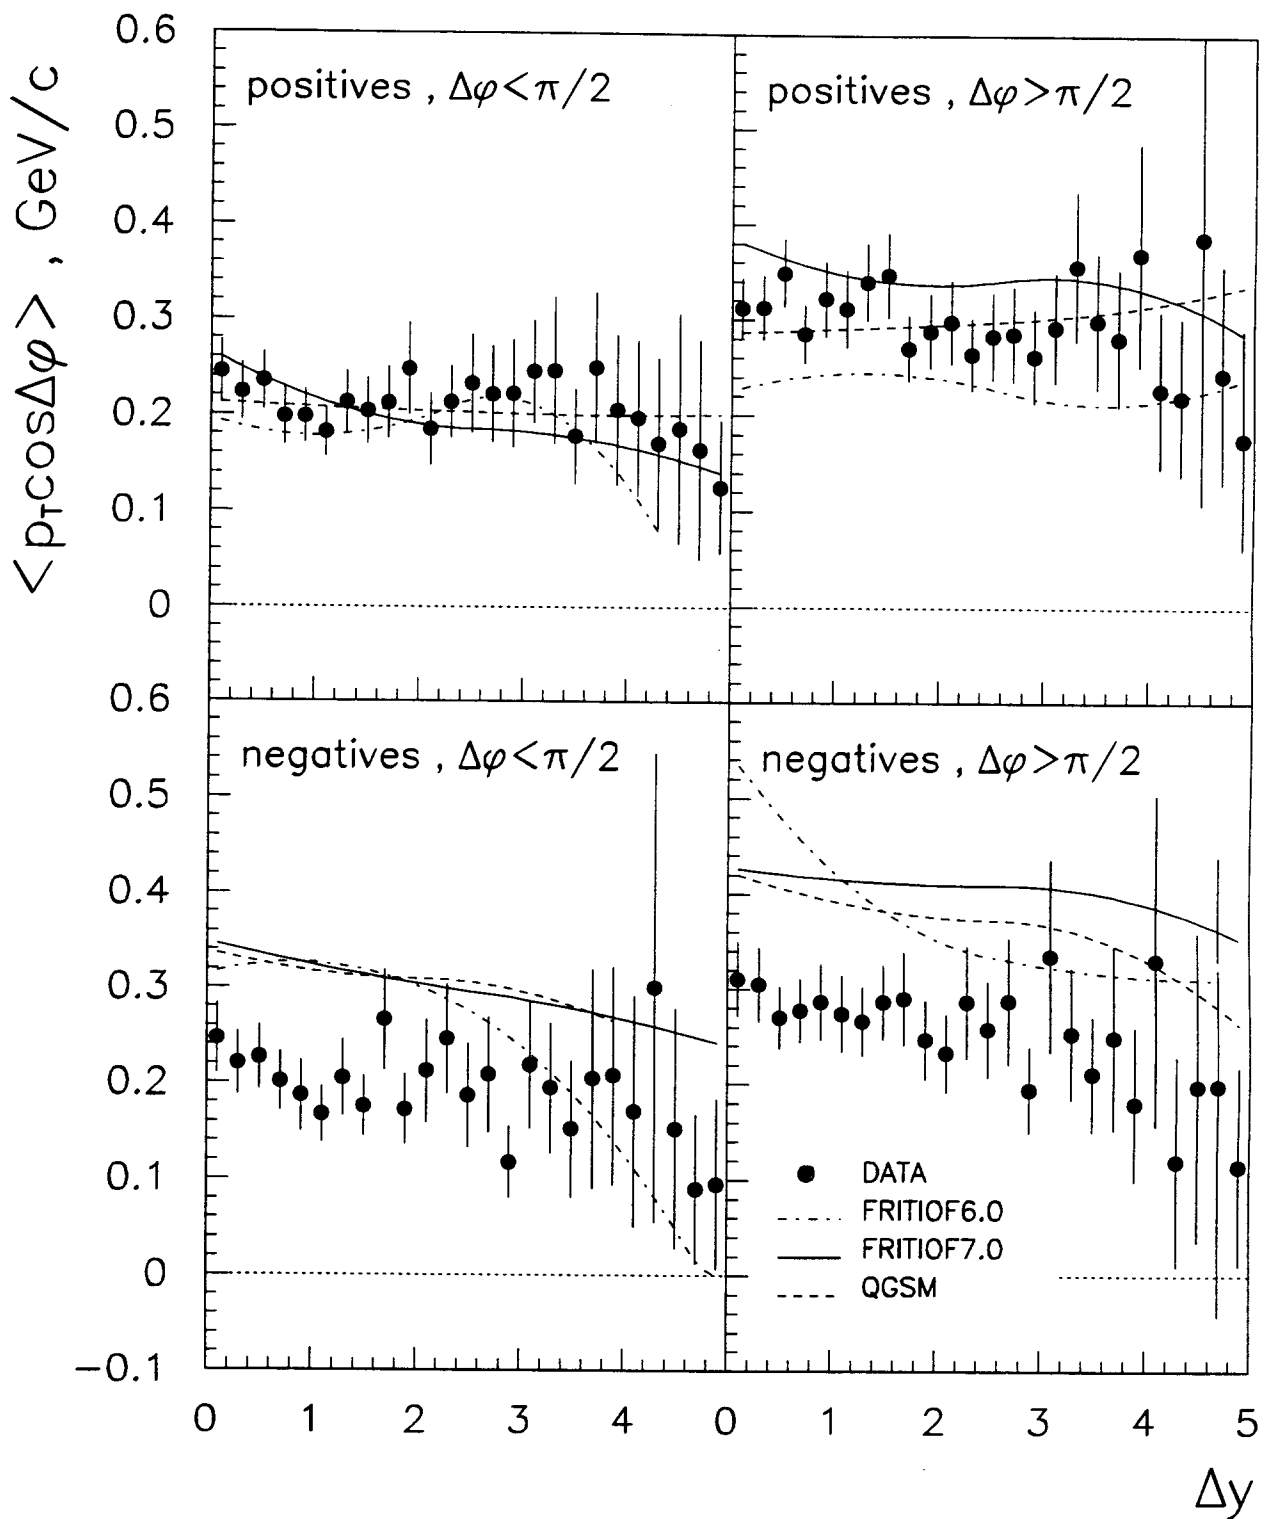 <pTcosΔφ> , GeV/c
0.6
0.5
0.4
0.3
0.2
0.1
0
positives , Δφ<π/2
positives , Δφ>π/2
0.6
0.5
0.4
0.3
0.2
0.1
0
−0.1
negatives , Δφ<π/2
negatives , Δφ>π/2
DATA
FRITIOF6.0
FRITIOF7.0
QGSM
0 1 2 3 4 0 1 2 3 4 5
Δy